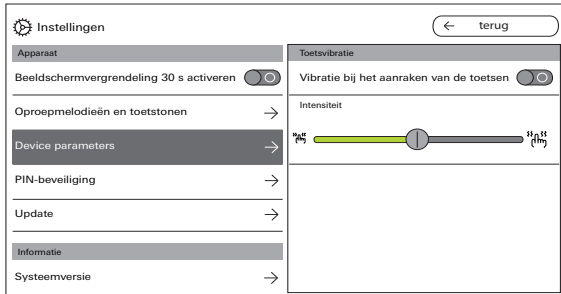 Instellingen
terug
Apparaat
Beeldschermvergrendeling 30 s activeren
Oproepmelodieën en toetstonen
Device parameters
PIN-beveiliging
Update
Informatie
Systeemversie
Toetsvibratie
Vibratie bij het aanraken van de toetsen
Intensiteit